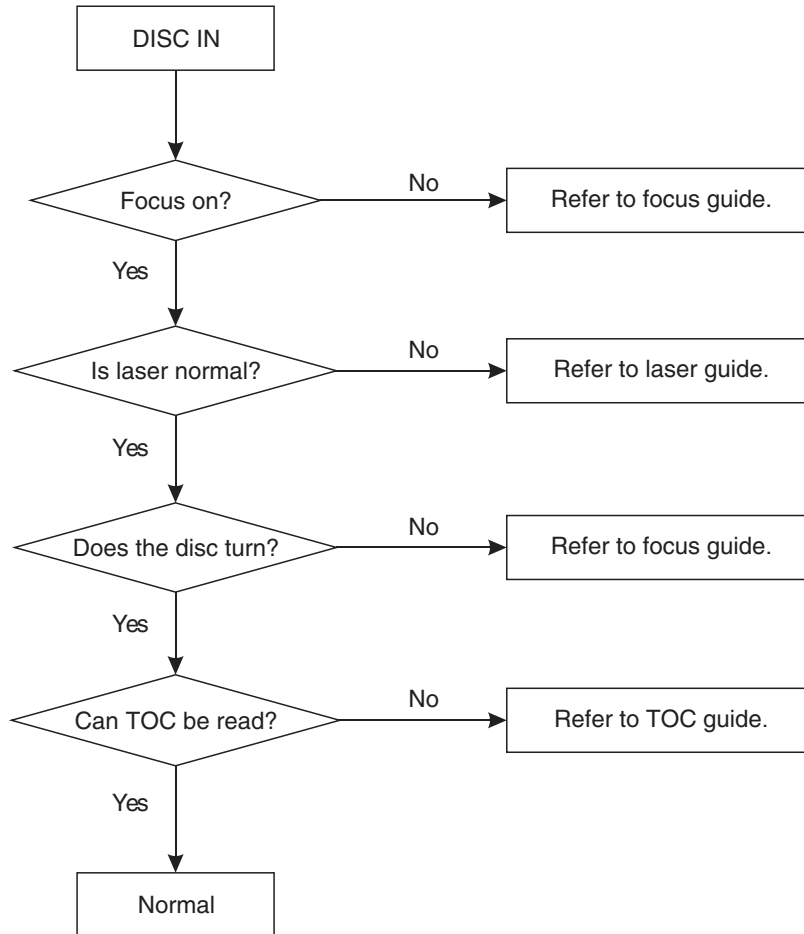 DISC IN
Focus on?
No
Refer to focus guide.
Yes
Is laser normal?
No
Refer to laser guide.
Yes
Does the disc turn?
No
Refer to focus guide.
Yes
Can TOC be read?
No
Refer to TOC guide.
Yes
Normal